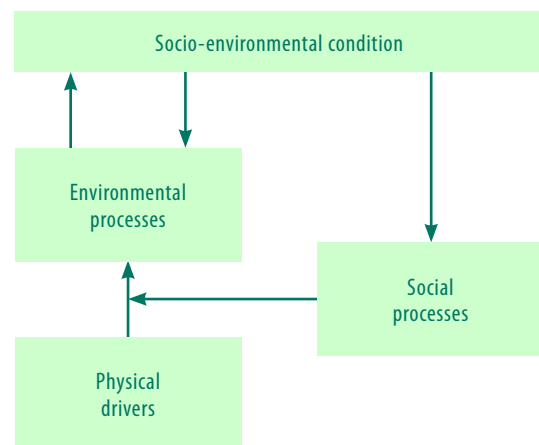 Socio-environmental condition
Environmental
processes
Social
processes
Physical
drivers